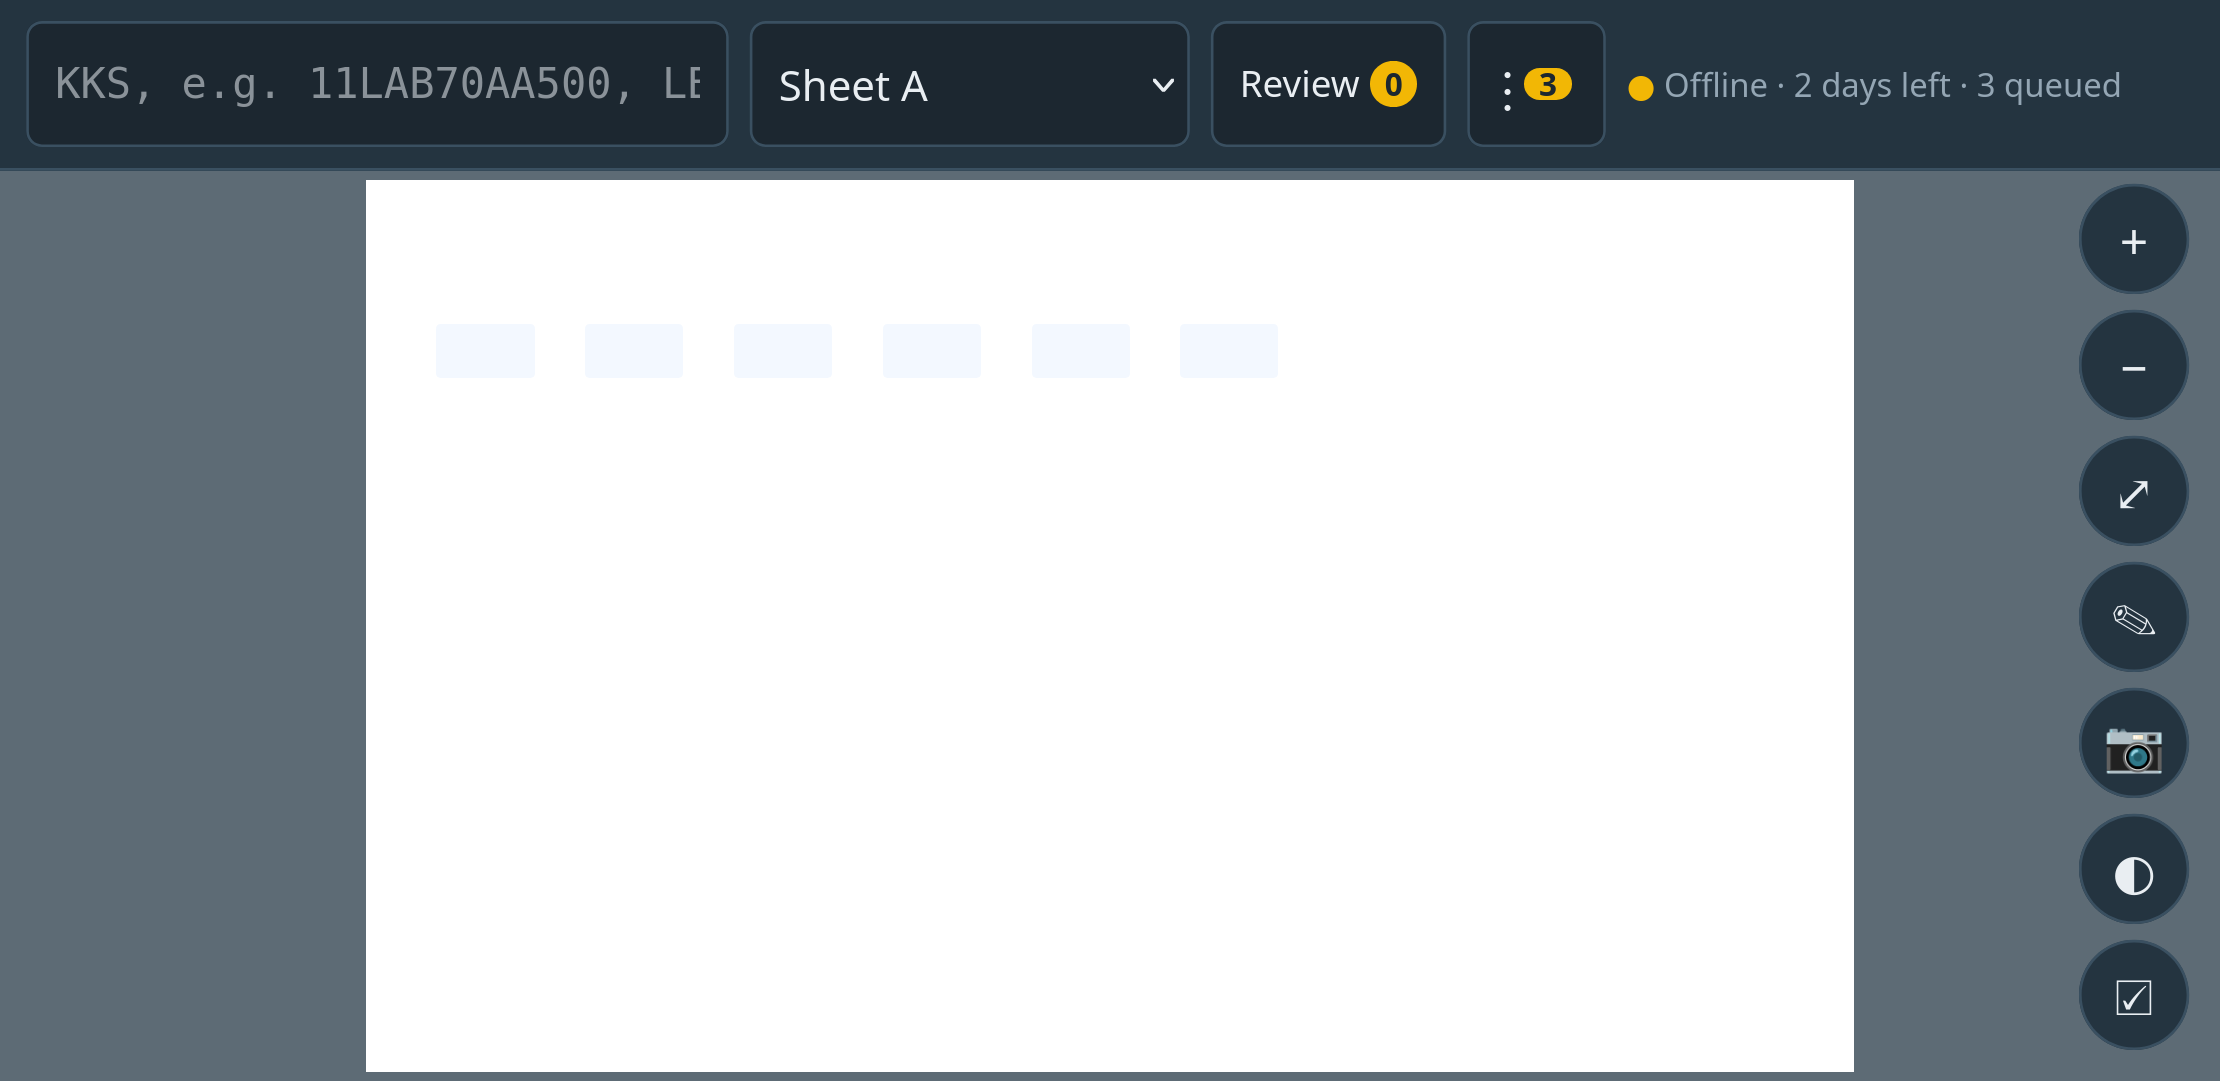 KKS, e.g. 11LAB70AA500, LE
Sheet A
Review 0
⋮ 3
Offline · 2 days left · 3 queued